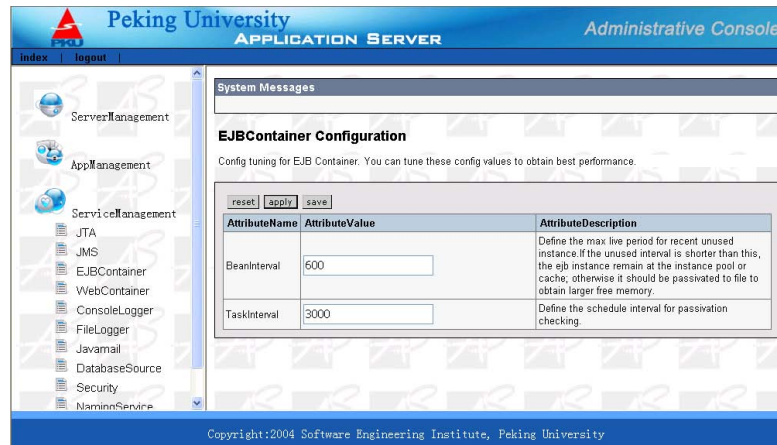 Peking University
APPLICATION SERVER
Administrative Console
PKU
index | logout |
ServerManagement
AppManagement
ServiceManagement
JTA
JMS
EJBContainer
WebContainer
ConsoleLogger
FileLogger
Javamail
DatabaseSource
Security
NamingService
System Messages
EJBContainer Configuration
Config tuning for EJB Container. You can tune these config values to obtain best performance.
reset apply save
AttributeName AttributeValue AttributeDescription
BeanInterval 600
Define the max live period for recent unused
instance.If the unused interval is shorter than this,
the ejb instance remain at the instance pool or
cache; otherwise it should be passivated to file to
obtain larger free memory.
TaskInterval 3000
Define the schedule interval for passivation
checking.
Copyright:2004 Software Engineering Institute, Peking University